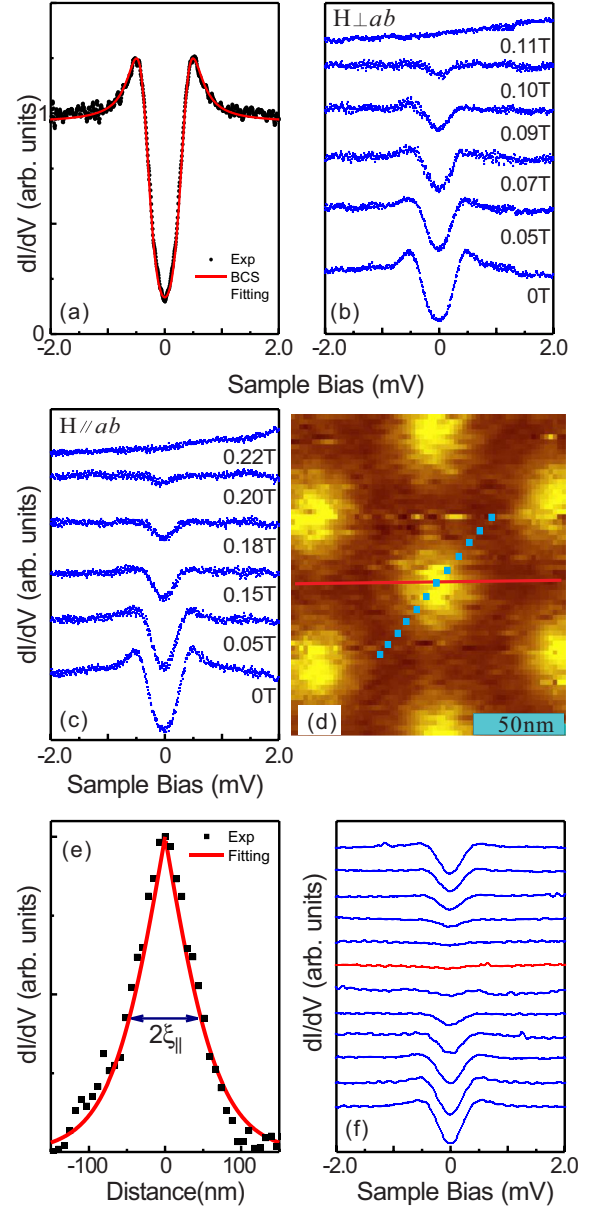 dI/dV (arb. units)
1
0
Exp
BCS
Fitting
(a)
-2.0
0
2.0
H⊥ab
0.11T
0.10T
0.09T
0.07T
0.05T
0T
(b)
-2.0
0
2.0
Sample Bias (mV)
dI/dV (arb. units)
H//ab
0.22T
0.20T
0.18T
0.15T
0.05T
0T
(c)
-2.0
0
2.0
Sample Bias (mV)
(d)
50nm
dI/dV (arb. units)
(e)
Exp
Fitting
2ξ||
-100
0
100
Distance(nm)
dI/dV (arb. units)
(f)
-2.0
0
2.0
Sample Bias (mV)